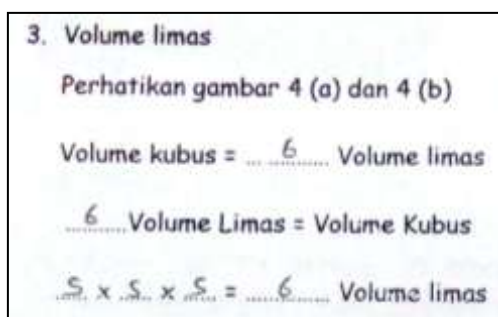 3. Volume limas
Perhatikan gambar 4 (a) dan 4 (b)
Volume kubus = ... 6 ....... Volume limas
...6.... Volume Limas = Volume Kubus
..S.. x ..S.. x ..S... = ......6....... Volume limas